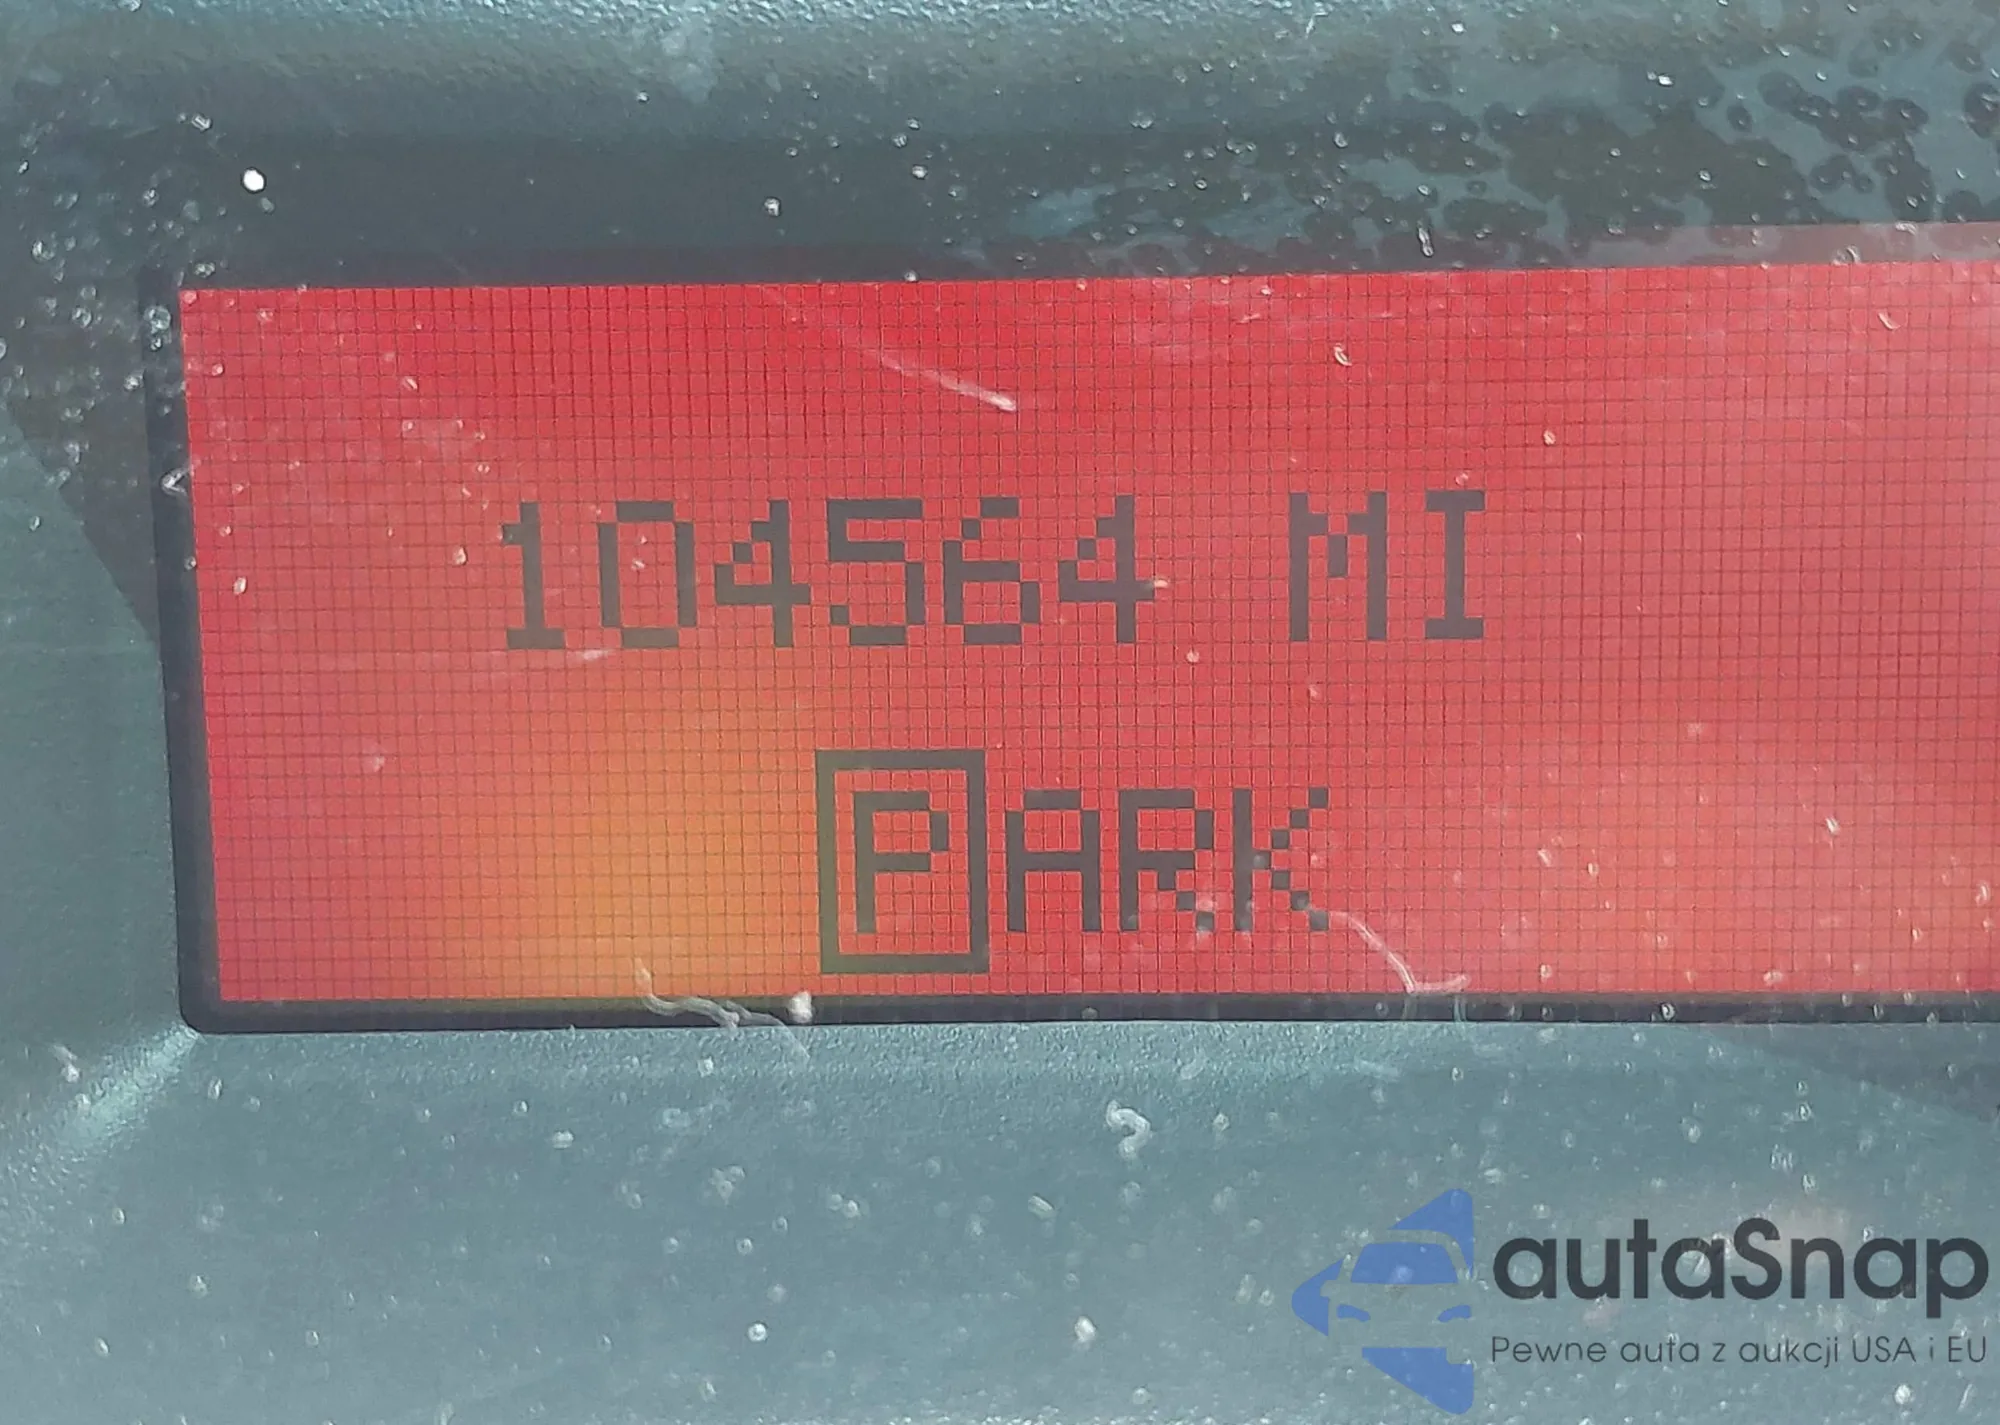 104564 MI
PARK
autaSnap
Pewne auta z aukcji USA i EU